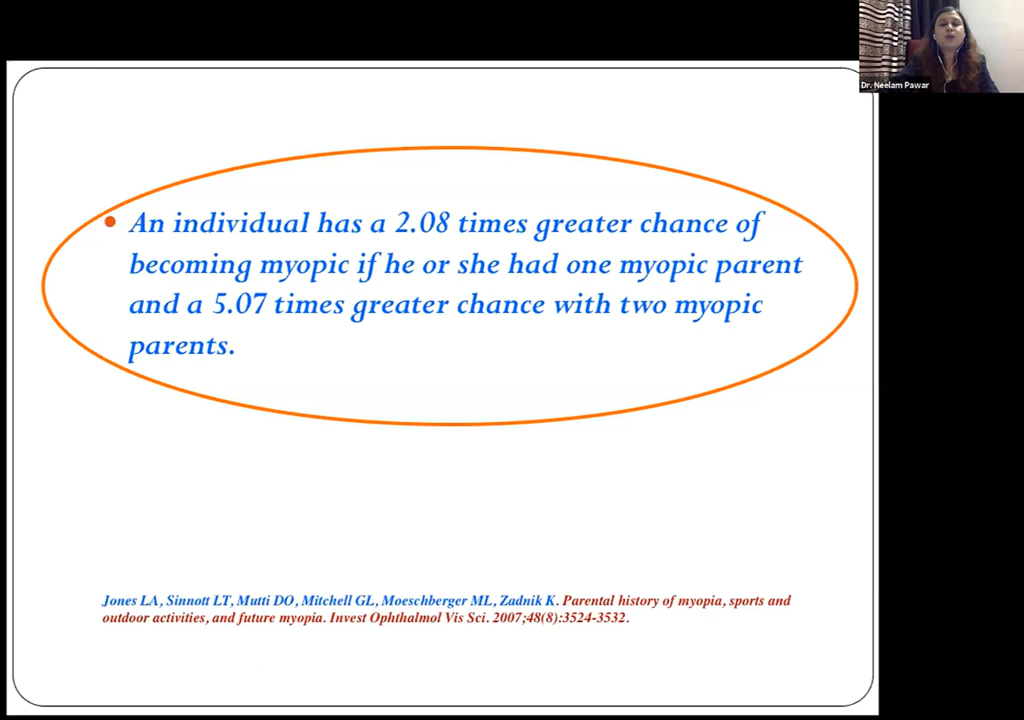 Dr. Neelam Pawar
• An individual has a 2.08 times greater chance of
becoming myopic if he or she had one myopic parent
and a 5.07 times greater chance with two myopic
parents.
Jones LA, Sinnott LT, Mutti DO, Mitchell GL, Moeschberger ML, Zadnik K. Parental history of myopia, sports and
outdoor activities, and future myopia. Invest Ophthalmol Vis Sci. 2007;48(8):3524-3532.